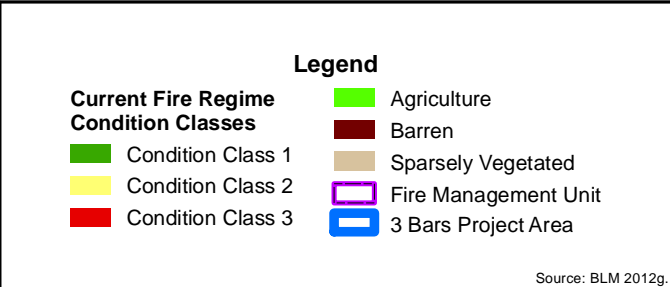 Legend
Current Fire Regime
Condition Classes
Condition Class 1
Condition Class 2
Condition Class 3
Agriculture
Barren
Sparsely Vegetated
Fire Management Unit
3 Bars Project Area
Source: BLM 2012g.